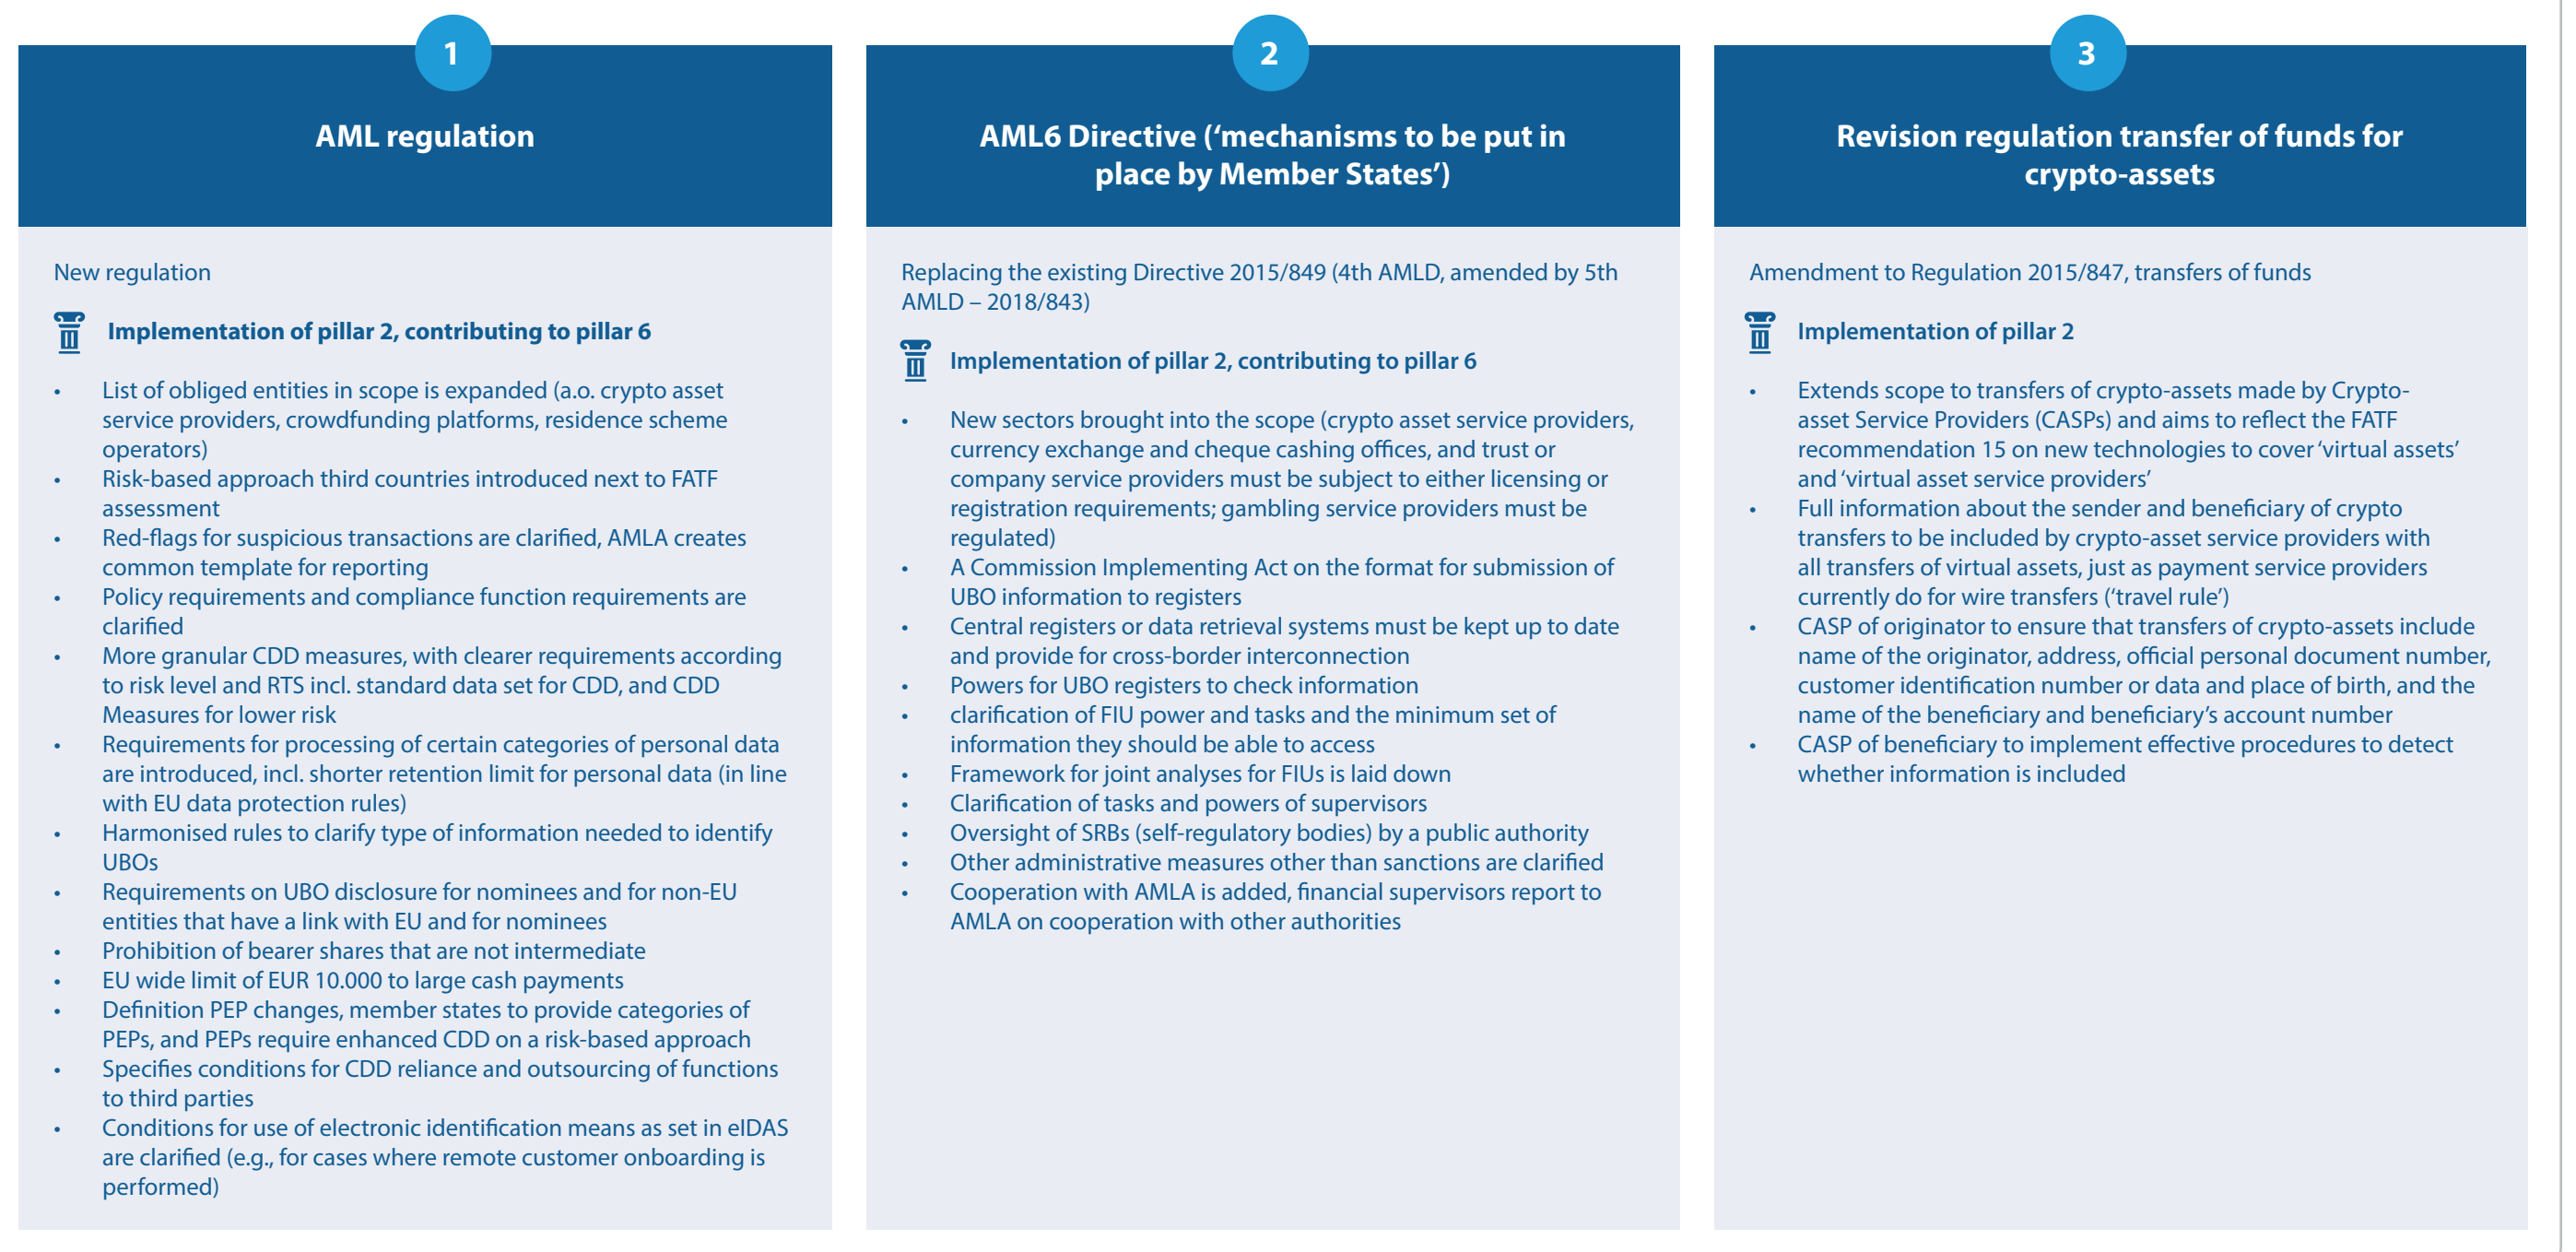 1
AML regulation
New regulation
Implementation of pillar 2, contributing to pillar 6
• List of obliged entities in scope is expanded (a.o. crypto asset
service providers, crowdfunding platforms, residence scheme
operators)
• Risk-based approach third countries introduced next to FATF
assessment
• Red-flags for suspicious transactions are clarified, AMLA creates
common template for reporting
• Policy requirements and compliance function requirements are
clarified
• More granular CDD measures, with clearer requirements according
to risk level and RTS incl. standard data set for CDD, and CDD
Measures for lower risk
• Requirements for processing of certain categories of personal data
are introduced, incl. shorter retention limit for personal data (in line
with EU data protection rules)
• Harmonised rules to clarify type of information needed to identify
UBOs
• Requirements on UBO disclosure for nominees and for non-EU
entities that have a link with EU and for nominees
• Prohibition of bearer shares that are not intermediate
• EU wide limit of EUR 10.000 to large cash payments
• Definition PEP changes, member states to provide categories of
PEPs, and PEPs require enhanced CDD on a risk-based approach
• Specifies conditions for CDD reliance and outsourcing of functions
to third parties
• Conditions for use of electronic identification means as set in eIDAS
are clarified (e.g., for cases where remote customer onboarding is
performed)
2
AML6 Directive (‘mechanisms to be put in
place by Member States’)
Replacing the existing Directive 2015/849 (4th AMLD, amended by 5th
AMLD – 2018/843)
Implementation of pillar 2, contributing to pillar 6
• New sectors brought into the scope (crypto asset service providers,
currency exchange and cheque cashing offices, and trust or
company service providers must be subject to either licensing or
registration requirements; gambling service providers must be
regulated)
• A Commission Implementing Act on the format for submission of
UBO information to registers
• Central registers or data retrieval systems must be kept up to date
and provide for cross-border interconnection
• Powers for UBO registers to check information
• clarification of FIU power and tasks and the minimum set of
information they should be able to access
• Framework for joint analyses for FIUs is laid down
• Clarification of tasks and powers of supervisors
• Oversight of SRBs (self-regulatory bodies) by a public authority
• Other administrative measures other than sanctions are clarified
• Cooperation with AMLA is added, financial supervisors report to
AMLA on cooperation with other authorities
3
Revision regulation transfer of funds for
crypto-assets
Amendment to Regulation 2015/847, transfers of funds
Implementation of pillar 2
• Extends scope to transfers of crypto-assets made by Crypto-
asset Service Providers (CASPs) and aims to reflect the FATF
recommendation 15 on new technologies to cover ‘virtual assets’
and ‘virtual asset service providers’
• Full information about the sender and beneficiary of crypto
transfers to be included by crypto-asset service providers with
all transfers of virtual assets, just as payment service providers
currently do for wire transfers (‘travel rule’)
• CASP of originator to ensure that transfers of crypto-assets include
name of the originator, address, official personal document number,
customer identification number or data and place of birth, and the
name of the beneficiary and beneficiary’s account number
• CASP of beneficiary to implement effective procedures to detect
whether information is included